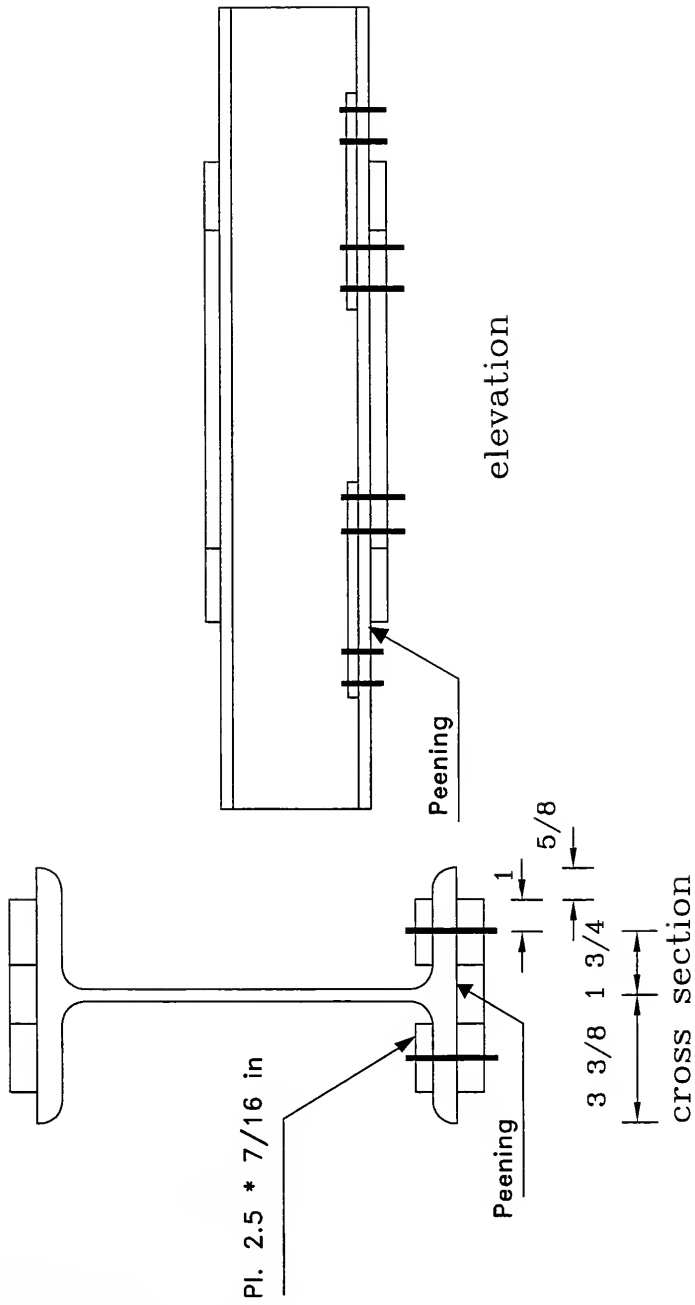 Pl. 2.5 * 7/16 in
Peening
3 3/8
1 3/4
1
5/8
cross section
Peening
elevation